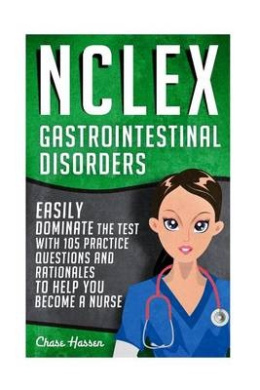 NCLEX
GASTROINTESTINAL
DISORDERS
EASILY
DOMINATE THE TEST
WITH 105 PRACTICE
QUESTIONS AND
RATIONALES
TO HELP YOU
BECOME A NURSE
Chase Hassen